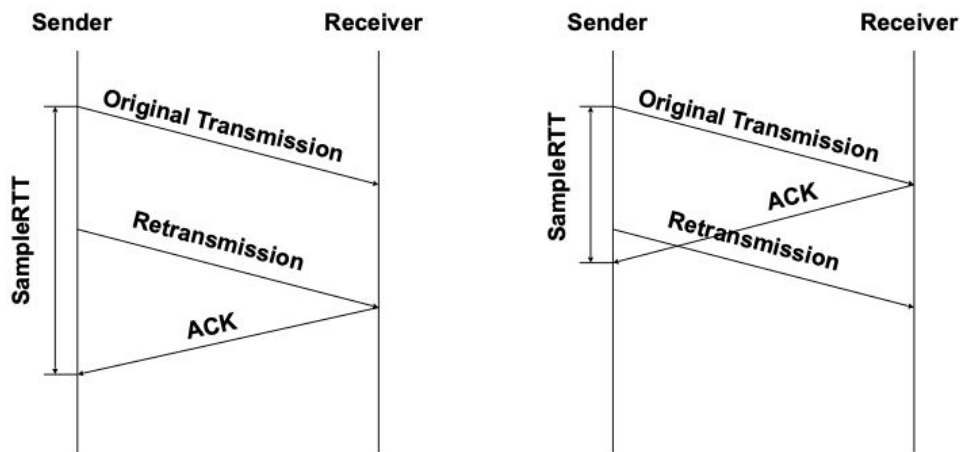 Sender
Receiver
Original Transmission
SampleRTT
Retransmission
ACK
Sender
Receiver
Original Transmission
SampleRTT
ACK
Retransmission